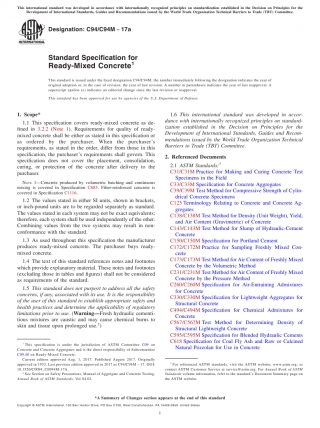 This international standard was developed in accordance with internationally recognized principles on standardization established in the Decision on Principles for the
Development of International Standards, Guides and Recommendations issued by the World Trade Organization Technical Barriers to Trade (TBT) Committee.
Designation: C94/C94M – 17a
Standard Specification for
Ready-Mixed Concrete¹
This standard is issued under the fixed designation C94/C94M; the number immediately following the designation indicates the year of
original adoption or, in the case of revision, the year of last revision. A number in parentheses indicates the year of last reapproval. A
superscript epsilon (ε) indicates an editorial change since the last revision or reapproval.
This standard has been approved for use by agencies of the U.S. Department of Defense.
1. Scope*
1.1 This specification covers ready-mixed concrete as de-
fined in 3.2.2 (Note 1). Requirements for quality of ready-
mixed concrete shall be either as stated in this specification or
as ordered by the purchaser. When the purchaser's
requirements, as stated in the order, differ from those in this
specification, the purchaser's requirements shall govern. This
specification does not cover the placement, consolidation,
curing, or protection of the concrete after delivery to the
purchaser.
NOTE 1—Concrete produced by volumetric batching and continuous
mixing is covered in Specification C685. Fiber-reinforced concrete is
covered in Specification C1116.
1.2 The values stated in either SI units, shown in brackets,
or inch-pound units are to be regarded separately as standard.
The values stated in each system may not be exact equivalents;
therefore, each system shall be used independently of the other.
Combining values from the two systems may result in non-
conformance with the standard.
1.3 As used throughout this specification the manufacturer
produces ready-mixed concrete. The purchaser buys ready-
mixed concrete.
1.4 The text of this standard references notes and footnotes
which provide explanatory material. These notes and footnotes
(excluding those in tables and figures) shall not be considered
as requirements of the standard.
1.5 This standard does not purport to address all the safety
concerns, if any, associated with its use. It is the responsibility
of the user of this standard to establish appropriate safety and
health practices and determine the applicability of regulatory
limitations prior to use. (Warning—Fresh hydraulic cementi-
tious mixtures are caustic and may cause chemical burns to
skin and tissue upon prolonged use.²)
¹ This specification is under the jurisdiction of ASTM Committee C09 on
Concrete and Concrete Aggregates and is the direct responsibility of Subcommittee
C09.40 on Ready-Mixed Concrete.
Current edition approved Aug. 1, 2017. Published August 2017. Originally
approved in 1933. Last previous edition approved in 2017 as C94/C94M – 17. DOI:
10.1520/C0094_C0094M-17A.
² See Section on Safety Precautions, Manual of Aggregate and Concrete Testing,
Annual Book of ASTM Standards, Vol 04.02.
1.6 This international standard was developed in accor-
dance with internationally recognized principles on standard-
ization established in the Decision on Principles for the
Development of International Standards, Guides and Recom-
mendations issued by the World Trade Organization Technical
Barriers to Trade (TBT) Committee.
2. Referenced Documents
2.1 ASTM Standards:³
C31/C31M Practice for Making and Curing Concrete Test
Specimens in the Field
C33/C33M Specification for Concrete Aggregates
C39/C39M Test Method for Compressive Strength of Cylin-
drical Concrete Specimens
C125 Terminology Relating to Concrete and Concrete Ag-
gregates
C138/C138M Test Method for Density (Unit Weight), Yield,
and Air Content (Gravimetric) of Concrete
C143/C143M Test Method for Slump of Hydraulic-Cement
Concrete
C150/C150M Specification for Portland Cement
C172/C172M Practice for Sampling Freshly Mixed Con-
crete
C173/C173M Test Method for Air Content of Freshly Mixed
Concrete by the Volumetric Method
C231/C231M Test Method for Air Content of Freshly Mixed
Concrete by the Pressure Method
C260/C260M Specification for Air-Entraining Admixtures
for Concrete
C330/C330M Specification for Lightweight Aggregates for
Structural Concrete
C494/C494M Specification for Chemical Admixtures for
Concrete
C567/C567M Test Method for Determining Density of
Structural Lightweight Concrete
C595/C595M Specification for Blended Hydraulic Cements
C618 Specification for Coal Fly Ash and Raw or Calcined
Natural Pozzolan for Use in Concrete
³ For referenced ASTM standards, visit the ASTM website, www.astm.org, or
contact ASTM Customer Service at service@astm.org. For Annual Book of ASTM
Standards volume information, refer to the standard's Document Summary page on
the ASTM website.
*A Summary of Changes section appears at the end of this standard
Copyright © ASTM International, 100 Barr Harbor Drive, PO Box C700, West Conshohocken, PA 19428-2959. United States
1